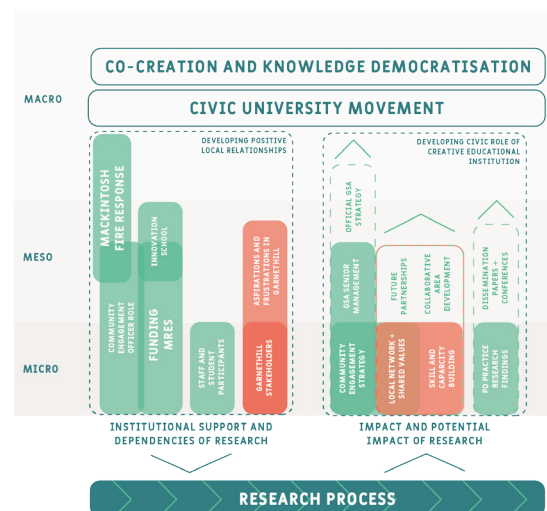 CO-CREATION AND KNOWLEDGE DEMOCRATISATION
MACRO
CIVIC UNIVERSITY MOVEMENT
DEVELOPING POSITIVE
LOCAL RELATIONSHIPS
DEVELOPING CIVIC ROLE OF
CREATIVE EDUCATIONAL
INSTITUTION
MESO
MICRO
MACKINTOSH
FIRE RESPONSE
COMMUNITY
ENGAGEMENT
OFFICER ROLE
INNOVATION
SCHOOL
FUNDING
MRES
STAFF AND
STUDENT
PARTICIPANTS
ASPIRATIONS AND
FRUSTRATIONS IN
GARNETHILL
GARNETHILL
STAKEHOLDERS
OFFICIAL GSA
STRATEGY
GSA SENIOR
MANAGEMENT
COMMUNITY
ENGAGEMENT
STRATEGY
FUTURE
PARTNERSHIPS
COLLABORATIVE
AREA
DEVELOPMENT
LOCAL NETWORK +
SHARED VALUES
SKILL AND
CAPARCITY
BUILDING
DISSEMINATION
PAPERS +
CONFERENCES
PD PRACTICE
RESEARCH
FINDINGS
INSTITUTIONAL SUPPORT AND
DEPENDENCIES OF RESEARCH
IMPACT AND POTENTIAL
IMPACT OF RESEARCH
RESEARCH PROCESS